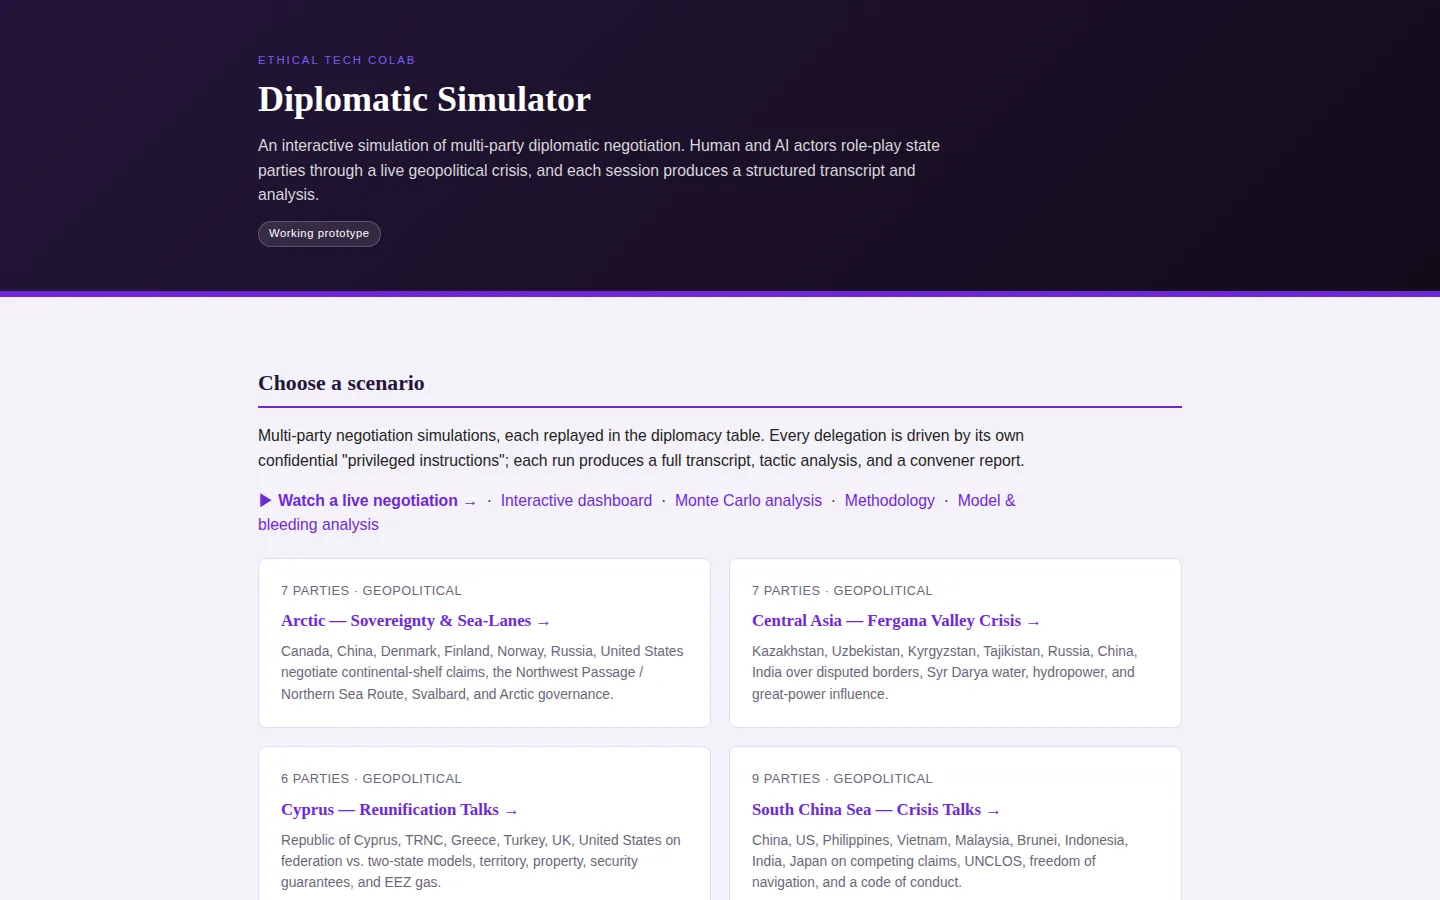 ETHICAL TECH COLAB
Diplomatic Simulator
An interactive simulation of multi-party diplomatic negotiation. Human and AI actors role-play state
parties through a live geopolitical crisis, and each session produces a structured transcript and
analysis.
Working prototype
Choose a scenario
Multi-party negotiation simulations, each replayed in the diplomacy table. Every delegation is driven by its own
confidential "privileged instructions"; each run produces a full transcript, tactic analysis, and a convener report.
▶ Watch a live negotiation → · Interactive dashboard · Monte Carlo analysis · Methodology · Model &
bleeding analysis
7 PARTIES · GEOPOLITICAL
Arctic — Sovereignty & Sea-Lanes →
Canada, China, Denmark, Finland, Norway, Russia, United States
negotiate continental-shelf claims, the Northwest Passage /
Northern Sea Route, Svalbard, and Arctic governance.
7 PARTIES · GEOPOLITICAL
Central Asia — Fergana Valley Crisis →
Kazakhstan, Uzbekistan, Kyrgyzstan, Tajikistan, Russia, China,
India over disputed borders, Syr Darya water, hydropower, and
great-power influence.
6 PARTIES · GEOPOLITICAL
Cyprus — Reunification Talks →
Republic of Cyprus, TRNC, Greece, Turkey, UK, United States on
federation vs. two-state models, territory, property, security
guarantees, and EEZ gas.
9 PARTIES · GEOPOLITICAL
South China Sea — Crisis Talks →
China, US, Philippines, Vietnam, Malaysia, Brunei, Indonesia,
India, Japan on competing claims, UNCLOS, freedom of
navigation, and a code of conduct.